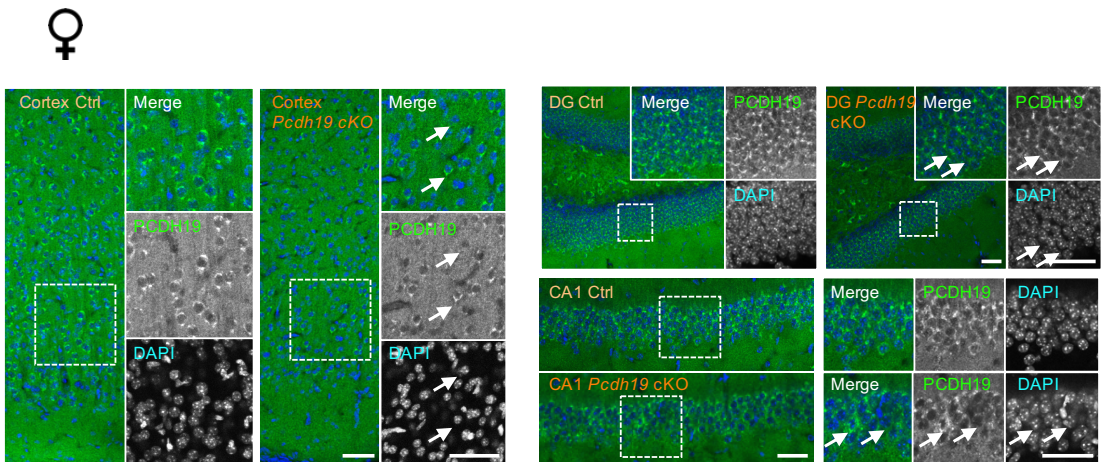 Cortex Ctrl
Merge
PCDH19
DAPI
Cortex
Pcdh19 cKO
Merge
PCDH19
DAPI
DG Ctrl
Merge
PCDH19
DAPI
DG Pcdh19
cKO
Merge
PCDH19
DAPI
CA1 Ctrl
Merge
PCDH19
DAPI
CA1 Pcdh19 cKO
Merge
PCDH19
DAPI